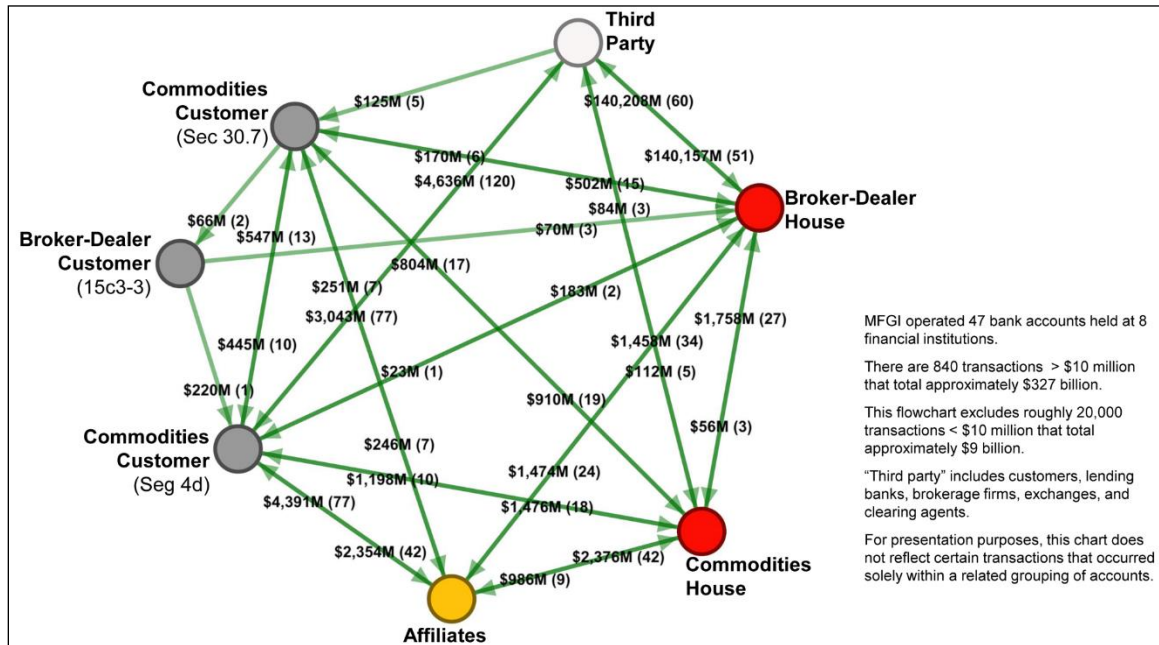 Third
Party
Commodities
Customer
(Sec 30.7)
$125M (5)
$140,208M (60)
$170M (6)
$4,636M (120)
$140,157M (51)
$502M (15)
Broker-Dealer
House
$84M (3)
$66M (2)
$547M (13)
$70M (3)
Broker-Dealer
Customer
(15c3-3)
$804M (17)
$251M (7)
$183M (2)
$3,043M (77)
$1,758M (27)
$445M (10)
$1,458M (34)
$23M (1)
$112M (5)
$220M (1)
$910M (19)
$56M (3)
Commodities
Customer
(Seg 4d)
$246M (7)
$1,198M (10)
$1,474M (24)
$4,391M (77)
$1,476M (18)
$2,354M (42)
$2,376M (42)
$986M (9)
Commodities
House
Affiliates
MFGI operated 47 bank accounts held at 8
financial institutions.
There are 840 transactions > $10 million
that total approximately $327 billion.
This flowchart excludes roughly 20,000
transactions < $10 million that total
approximately $9 billion.
“Third party” includes customers, lending
banks, brokerage firms, exchanges, and
clearing agents.
For presentation purposes, this chart does
not reflect certain transactions that occurred
solely within a related grouping of accounts.